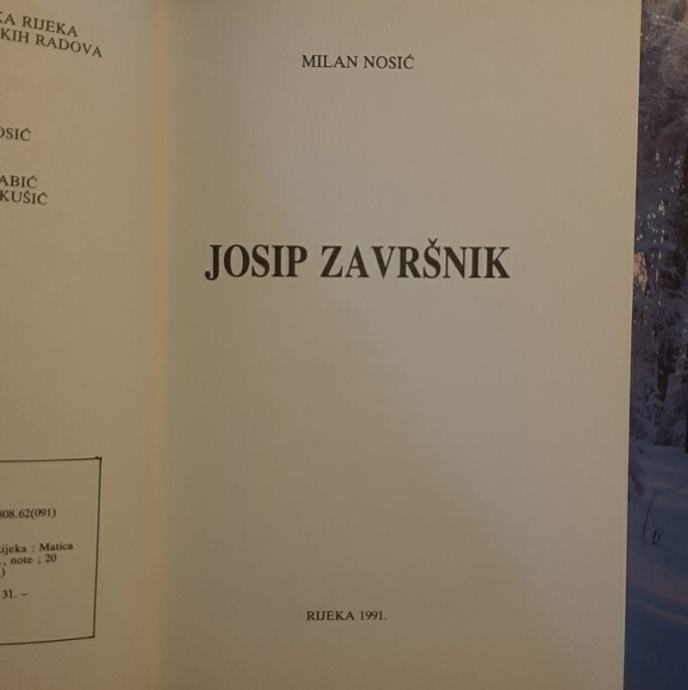 KA RIJEKA
KIH RADOVA
OSIĆ
ABIĆ
KUŠIĆ
808.62(091)
ijeka : Matica
., note ; 20
)
31. –
MILAN NOSIĆ
JOSIP ZAVRŠNIK
RIJEKA 1991.